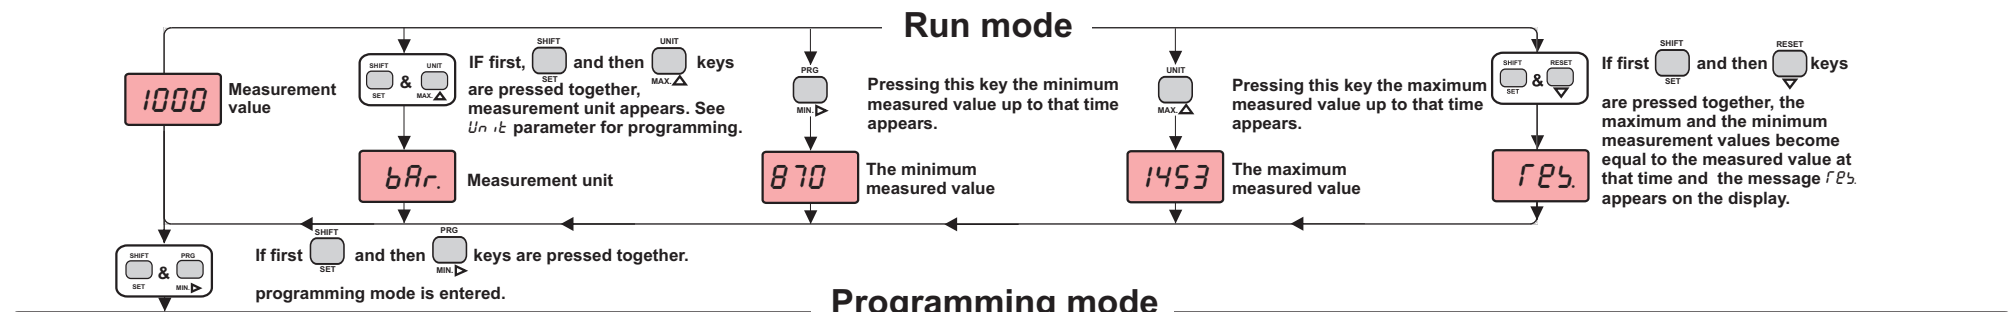 Run mode
1000
Measurement
value
SHIFT
SET
&
UNIT
MAX.
IF first, SHIFT SET and then UNIT MAX. keys
are pressed together,
measurement unit appears. See
Unit parameter for programming.
bAr.
Measurement unit
PRG
MIN.
Pressing this key the minimum
measured value up to that time
appears.
870
The minimum
measured value
UNIT
MAX.
Pressing this key the maximum
measured value up to that time
appears.
1453
The maximum
measured value
SHIFT
SET
&
RESET
If first SHIFT SET and then RESET keys
are pressed together, the
maximum and the minimum
measurement values become
equal to the measured value at
that time and the message rES.
appears on the display.
rES.
SHIFT
SET
&
PRG
MIN.
If first SHIFT SET and then PRG MIN. keys are pressed together.
programming mode is entered.
Programming mode